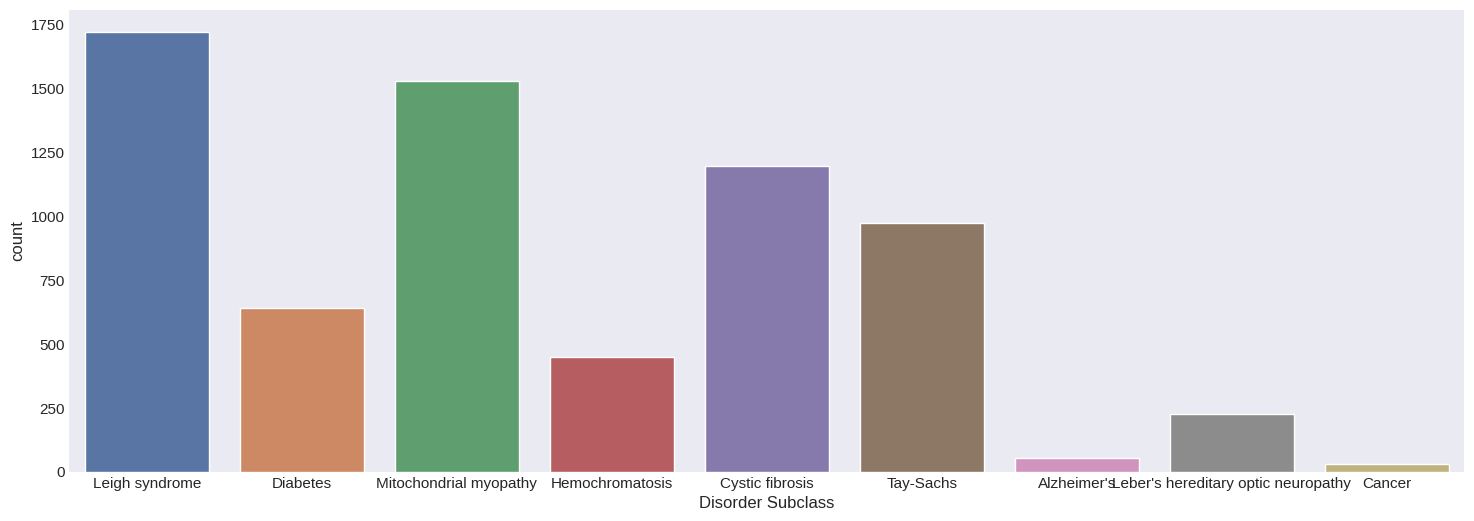 1750
1500
1250
1000
750
500
250
0
count
Leigh syndrome
Diabetes
Mitochondrial myopathy
Hemochromatosis
Cystic fibrosis
Tay-Sachs
Alzheimer's
Leber's hereditary optic neuropathy
Cancer
Disorder Subclass